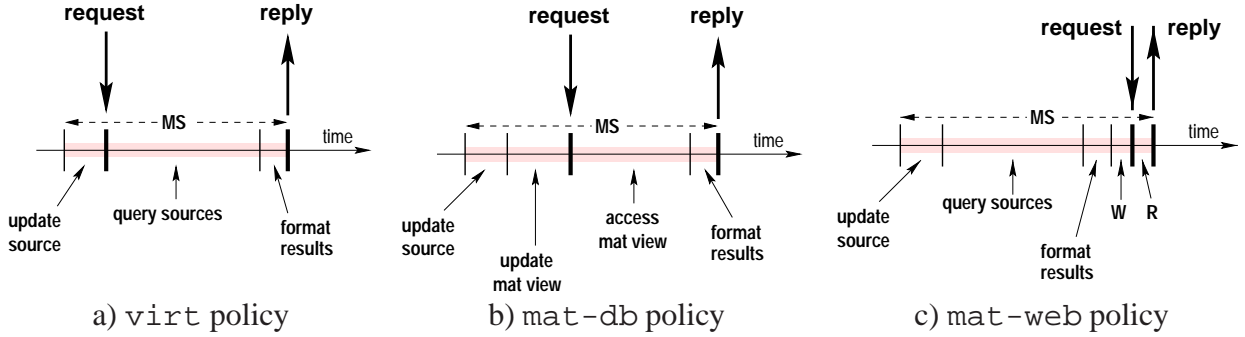 request
reply
MS
time
update
source
query sources
format
results
a) virt policy
request
reply
MS
time
update
source
update
mat view
access
mat view
format
results
b) mat-db policy
request
reply
MS
time
update
source
query sources
format
results
W
R
c) mat-web policy